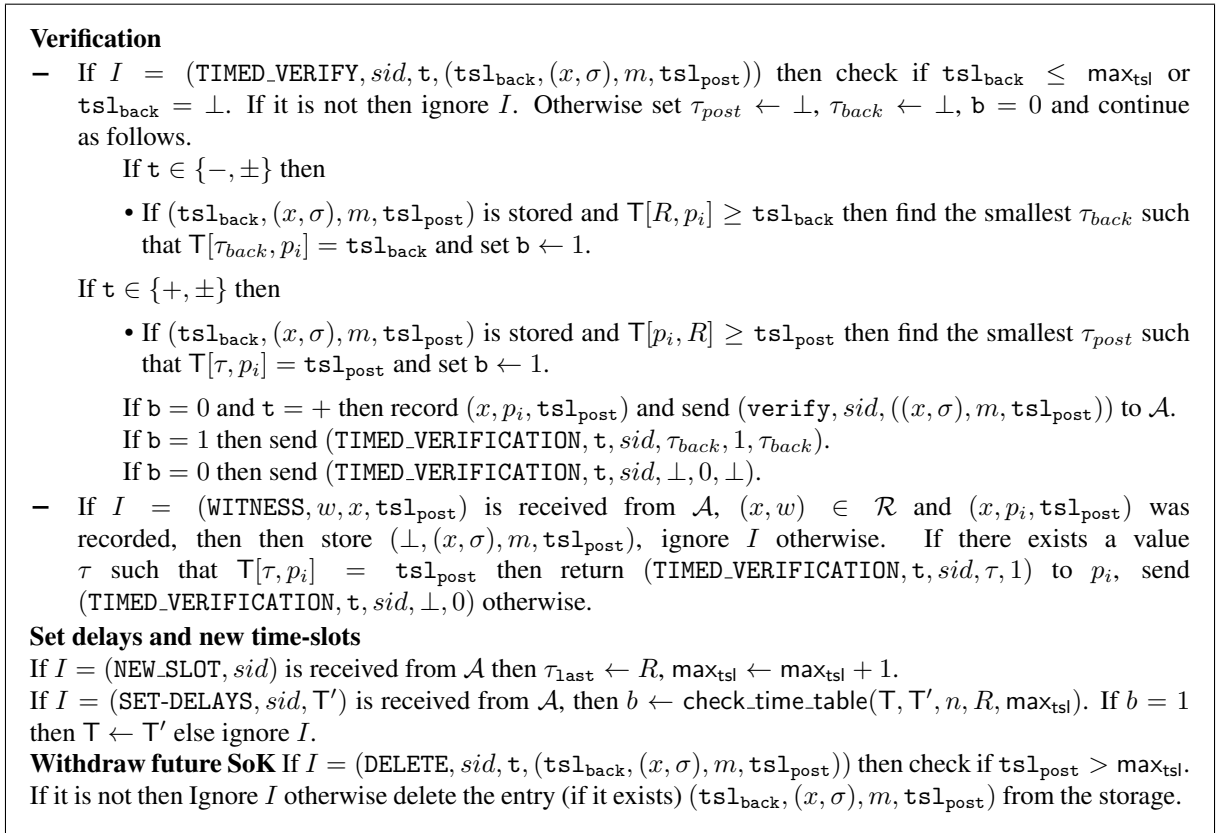 Verification
– If I = (TIMED_VERIFY, sid, t, (tsl_back, (x, σ), m, tsl_post)) then check if tsl_back ≤ max_tsl or
tsl_back = ⊥. If it is not then ignore I. Otherwise set τ_post ← ⊥, τ_back ← ⊥, b = 0 and continue
as follows.
If t ∈ {−, ±} then
• If (tsl_back, (x, σ), m, tsl_post) is stored and T[R, p_i] ≥ tsl_back then find the smallest τ_back such
that T[τ_back, p_i] = tsl_back and set b ← 1.
If t ∈ {+, ±} then
• If (tsl_back, (x, σ), m, tsl_post) is stored and T[p_i, R] ≥ tsl_post then find the smallest τ_post such
that T[τ, p_i] = tsl_post and set b ← 1.
If b = 0 and t = + then record (x, p_i, tsl_post) and send (verify, sid, ((x, σ), m, tsl_post)) to 𝒜.
If b = 1 then send (TIMED_VERIFICATION, t, sid, τ_back, 1, τ_back).
If b = 0 then send (TIMED_VERIFICATION, t, sid, ⊥, 0, ⊥).
– If I = (WITNESS, w, x, tsl_post) is received from 𝒜, (x, w) ∈ ℛ and (x, p_i, tsl_post) was
recorded, then then store (⊥, (x, σ), m, tsl_post), ignore I otherwise. If there exists a value
τ such that T[τ, p_i] = tsl_post then return (TIMED_VERIFICATION, t, sid, τ, 1) to p_i, send
(TIMED_VERIFICATION, t, sid, ⊥, 0) otherwise.
Set delays and new time-slots
If I = (NEW_SLOT, sid) is received from 𝒜 then τ_last ← R, max_tsl ← max_tsl + 1.
If I = (SET-DELAYS, sid, T′) is received from 𝒜, then b ← check_time_table(T, T′, n, R, max_tsl). If b = 1
then T ← T′ else ignore I.
Withdraw future SoK If I = (DELETE, sid, t, (tsl_back, (x, σ), m, tsl_post)) then check if tsl_post > max_tsl.
If it is not then Ignore I otherwise delete the entry (if it exists) (tsl_back, (x, σ), m, tsl_post) from the storage.